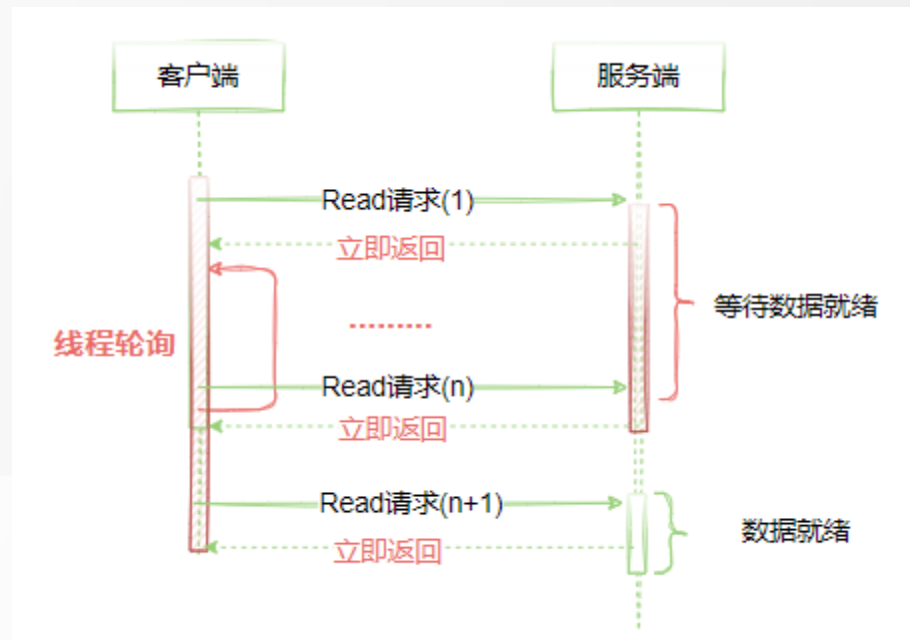 客户端
服务端
Read请求(1)
立即返回
等待数据就绪
.........
线程轮询
Read请求(n)
立即返回
Read请求(n+1)
数据就绪
立即返回